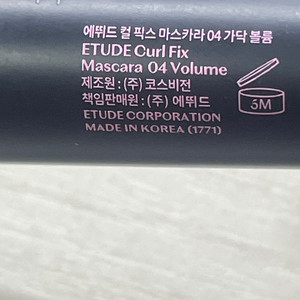 에뛰드 컬 픽스 마스카라 04 가닥 볼륨
ETUDE Curl Fix
Mascara 04 Volume
제조원 : (주) 코스비전
책임판매원 : (주) 에뛰드
ETUDE CORPORATION
MADE IN KOREA (1771)
5M